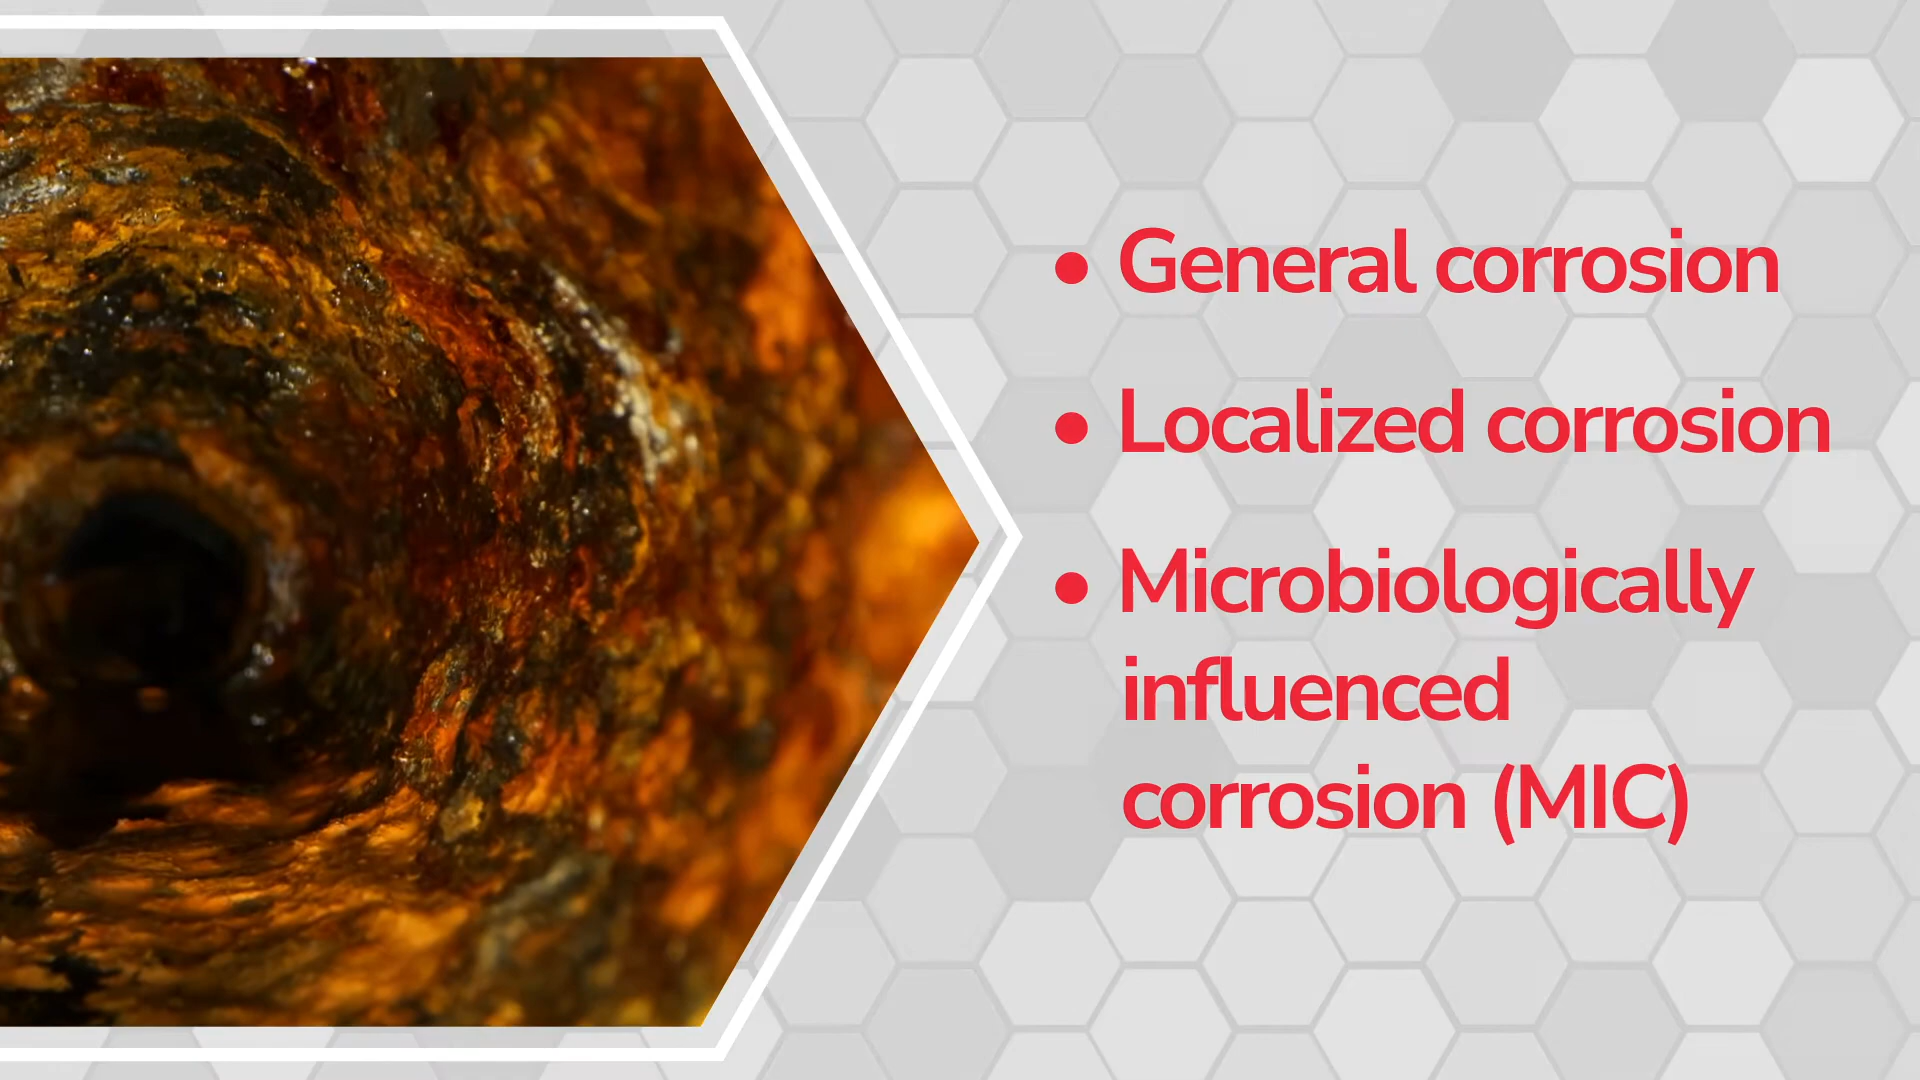 • General corrosion
• Localized corrosion
• Microbiologically
influenced
corrosion (MIC)